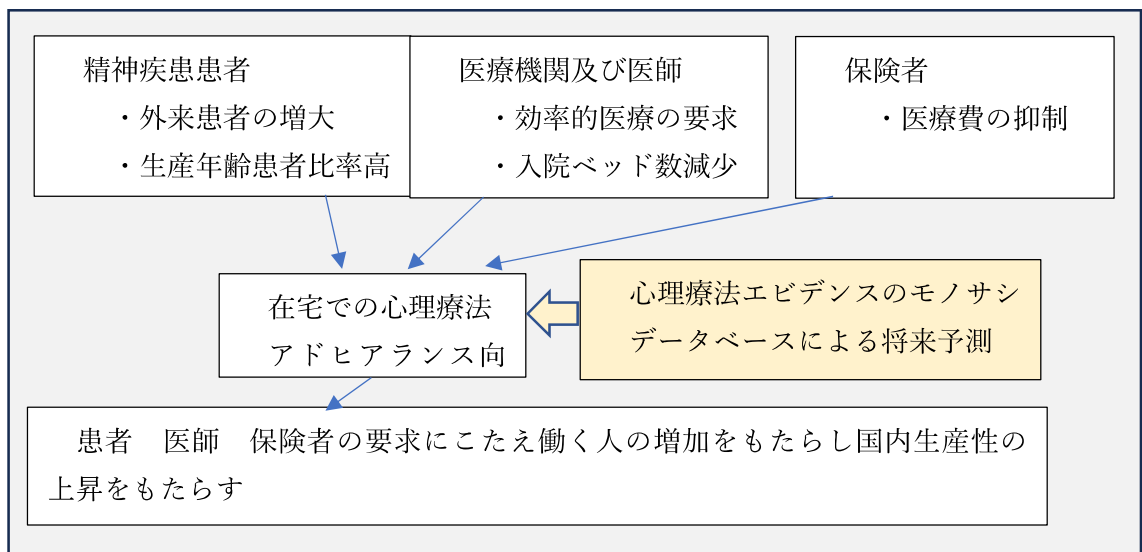 精神疾患患者
・外来患者の増大
・生産年齢患者比率高
医療機関及び医師
・効率的医療の要求
・入院ベッド数減少
保険者
・医療費の抑制
在宅での心理療法
アドヒアランス向
心理療法エビデンスのモノサシ
データベースによる将来予測
患者　医師　保険者の要求にこたえ働く人の増加をもたらし国内生産性の
上昇をもたらす